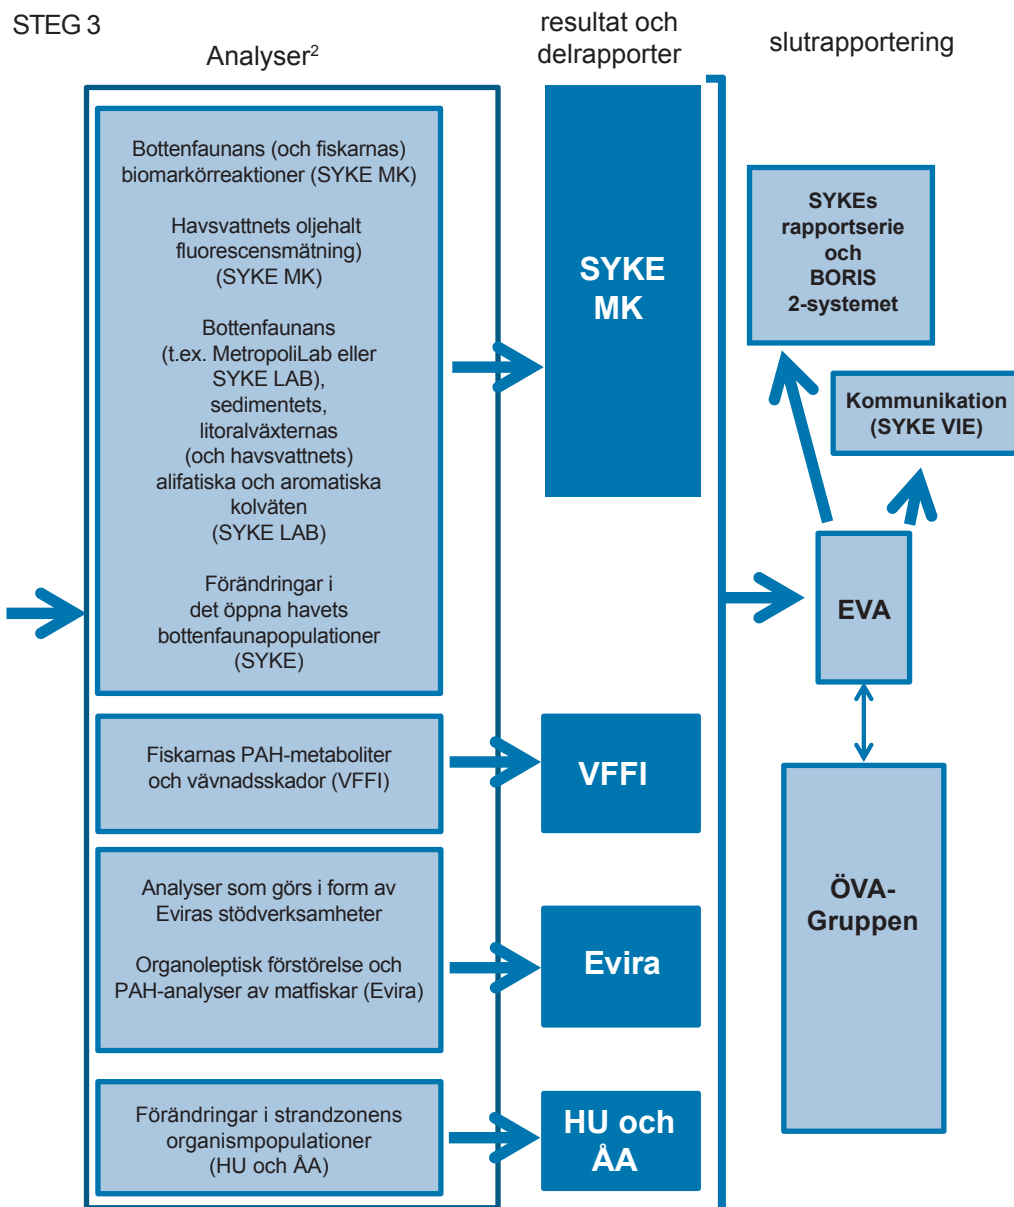 STEG 3
Analyser²
resultat och
delrapporter
slutrapportering
Bottenfaunans (och fiskarnas)
biomarkörreaktioner (SYKE MK)
Havsvattnets oljehalt
fluorescensmätning)
(SYKE MK)
Bottenfaunans
(t.ex. MetropoliLab eller
SYKE LAB),
sedimentets,
litoralväxternas
(och havsvattnets)
alifatiska och aromatiska
kolväten
(SYKE LAB)
Förändringar i
det öppna havets
bottenfaunapopulationer
(SYKE)
SYKE
MK
SYKEs
rapportserie
och
BORIS
2-systemet
Kommunikation
(SYKE VIE)
EVA
Fiskarnas PAH-metaboliter
och vävnadsskador (VFFI)
VFFI
Analyser som görs i form av
Eviras stödverksamheter
Organoleptisk förstörelse och
PAH-analyser av matfiskar (Evira)
Evira
ÖVA-
Gruppen
Förändringar i strandzonens
organismpopulationer
(HU och ÅA)
HU och
ÅA